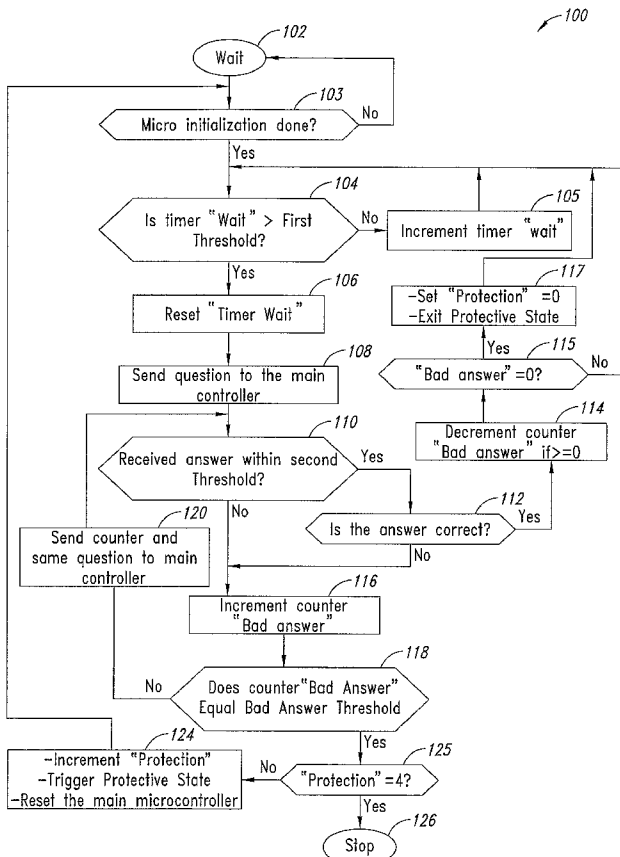 100
102
Wait
103
No
Micro initialization done?
Yes
104
105
Is timer "Wait" > First
Threshold?
No
Increment timer "wait"
Yes
106
117
Reset "Timer Wait"
-Set "Protection" =0
-Exit Protective State
Yes
115
108
Send question to the main
controller
"Bad answer"=0?
No
110
114
Received answer within second
Threshold?
Yes
Decrement counter
"Bad answer" if>=0
120
112
Send counter and
same question to main
controller
No
Is the answer correct?
Yes
No
116
Increment counter
"Bad answer"
118
No
Does counter"Bad Answer"
Equal Bad Answer Threshold
124
Yes
125
-Increment "Protection"
-Trigger Protective State
-Reset the main microcontroller
No
"Protection"=4?
Yes
126
Stop